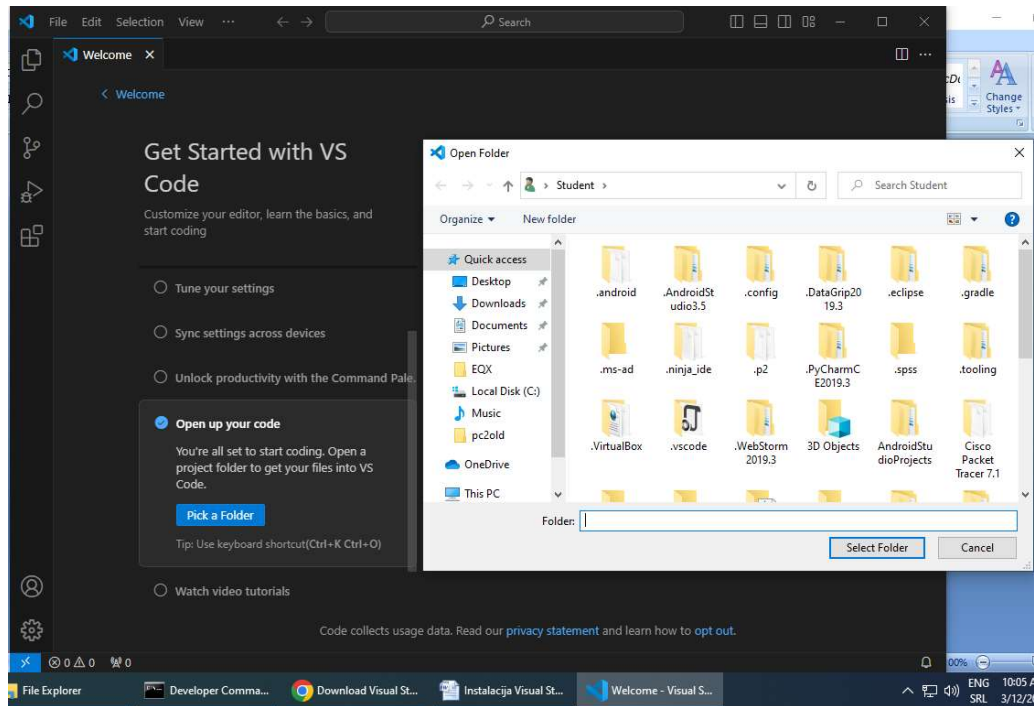 File Edit Selection View ··· Search
Welcome
Welcome
Get Started with VS
Code
Customize your editor, learn the basics, and
start coding
Tune your settings
Sync settings across devices
Unlock productivity with the Command Pale.
Open up your code
You're all set to start coding. Open a
project folder to get your files into VS
Code.
Pick a Folder
Tip: Use keyboard shortcut(Ctrl+K Ctrl+O)
Watch video tutorials
Code collects usage data. Read our privacy statement and learn how to opt out.
0 0 0
Change
Styles
Open Folder
Student
Search Student
Organize New folder
Quick access
Desktop
Downloads
Documents
Pictures
EQX
Local Disk (C:)
Music
pc2old
OneDrive
This PC
.android .AndroidSt .config .DataGrip20 .eclipse .gradle
udio3.5 19.3
.ms-ad .ninja_ide .p2 .PyCharmC .spss .tooling
E2019.3
.VirtualBox .vscode .WebStorm 3D Objects AndroidStu Cisco
2019.3 dioProjects Packet
Tracer 7.1
Folder:
Select Folder Cancel
File Explorer Developer Comma... Download Visual St... Instalacija Visual St... Welcome - Visual S... ENG 10:05
SRL